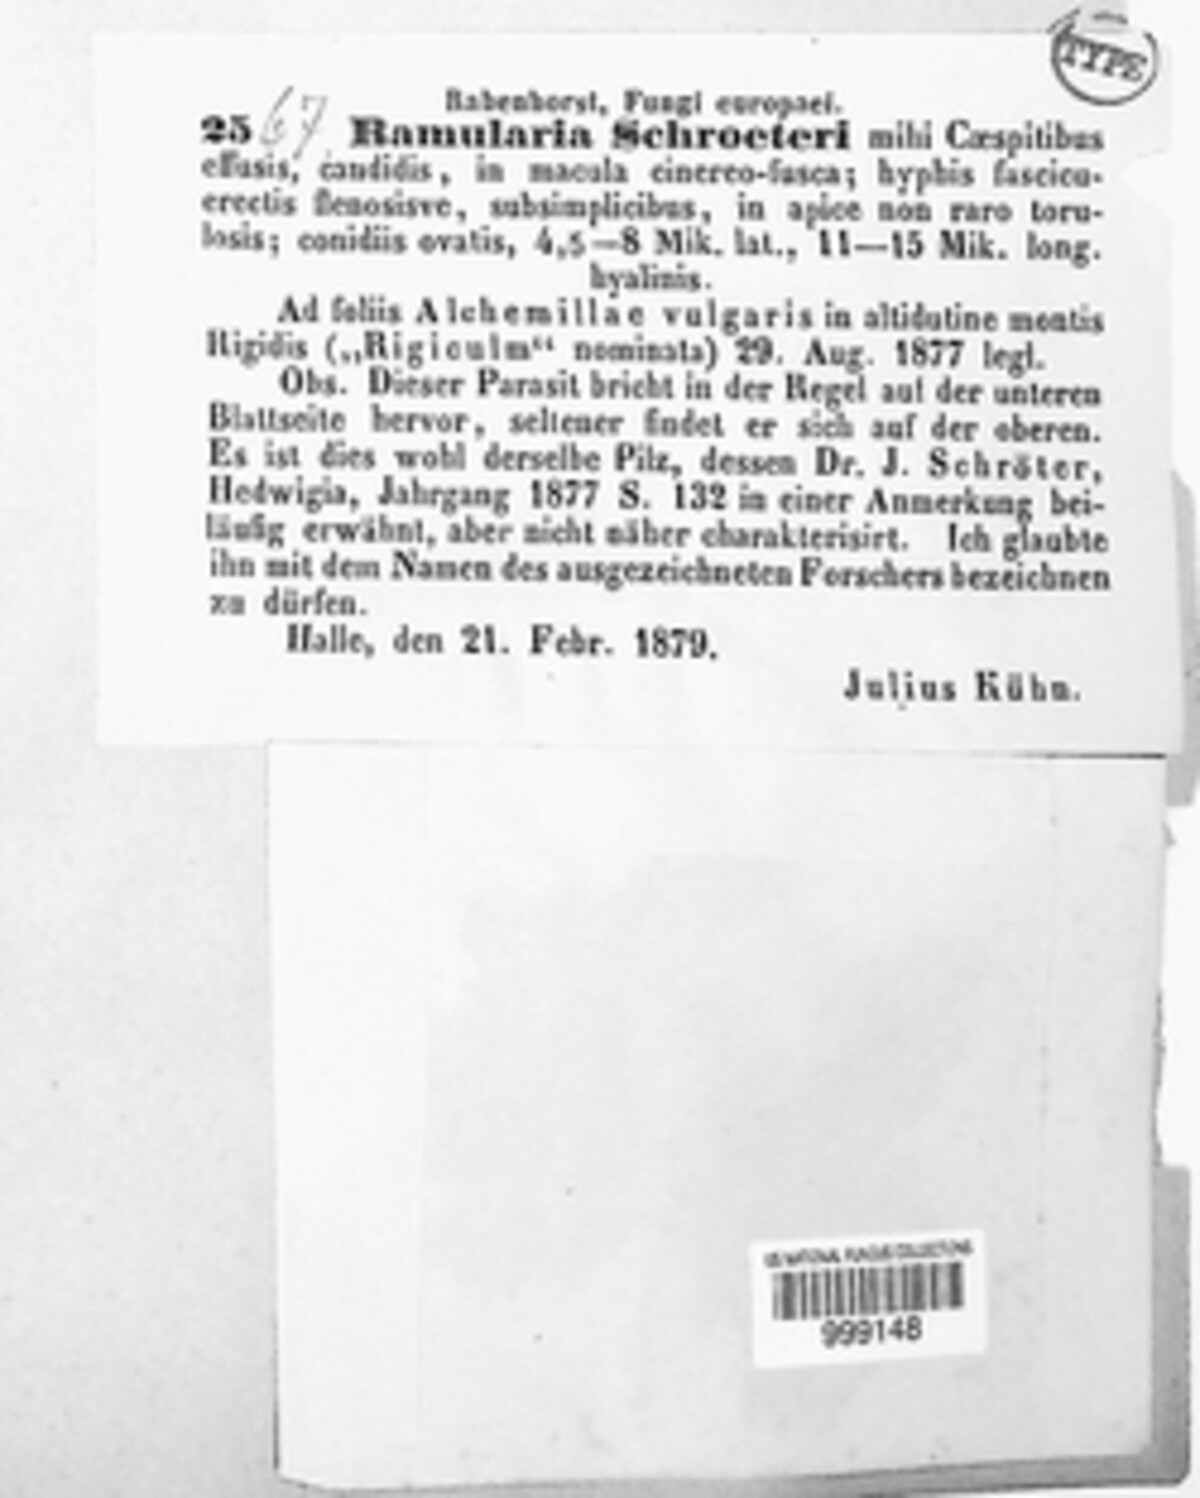 TYPE
Rabenhorst, Fungi europaei.
2567. Ramularia Schroeteri mihi Cæspitibus
effusis, candidis, in macula cinereo-fusca; hyphis fascicu-
erectis flenosisve, subsimplicibus, in apice non raro toru-
losis; conidiis ovatis, 4,5—8 Mik. lat., 11—15 Mik. long.
hyalinis.
Ad foliis Alchemillae vulgaris in altidutine montis
Rigidis („Rigiculm“ nominata) 29. Aug. 1877 legl.
Obs. Dieser Parasit bricht in der Regel auf der unteren
Blattseite hervor, seltener findet er sich auf der oberen.
Es ist dies wohl derselbe Pilz, dessen Dr. J. Schröter,
Hedwigia, Jahrgang 1877 S. 132 in einer Anmerkung bei-
läufig erwähnt, aber nicht näher charakterisirt. Ich glaubte
ihn mit dem Namen des ausgezeichneten Forschers bezeichnen
zu dürfen.
Halle, den 21. Febr. 1879.
Julius Kühn.
US NATIONAL FUNGUS COLLECTIONS
999148